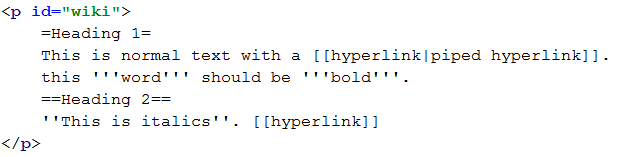 <p id="wiki">
    =Heading 1=
    This is normal text with a [[hyperlink|piped hyperlink]].
    this '''word''' should be '''bold'''.
    ==Heading 2==
    ''This is italics''. [[hyperlink]]
</p>